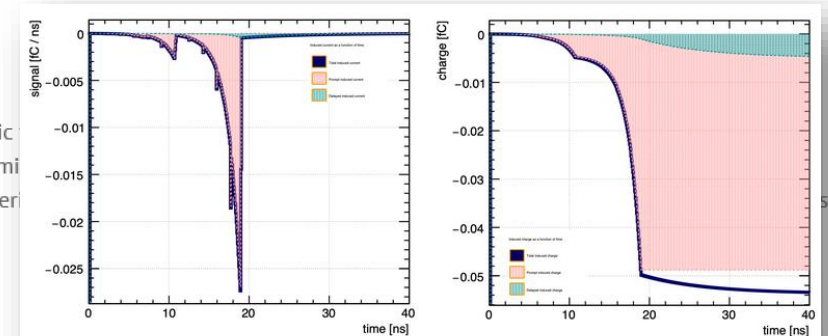 signal [fC / ns]
0
−0.005
−0.01
−0.015
−0.02
−0.025
0
10
20
30
40
time [ns]
Induced current as a function of time
Total induced current
Prompt induced current
Delayed induced current
charge [fC]
0
−0.01
−0.02
−0.03
−0.04
−0.05
0
10
20
30
40
time [ns]
Induced charge as a function of time
Total induced charge
Prompt induced charge
Delayed induced charge
ic
mi
eri
s